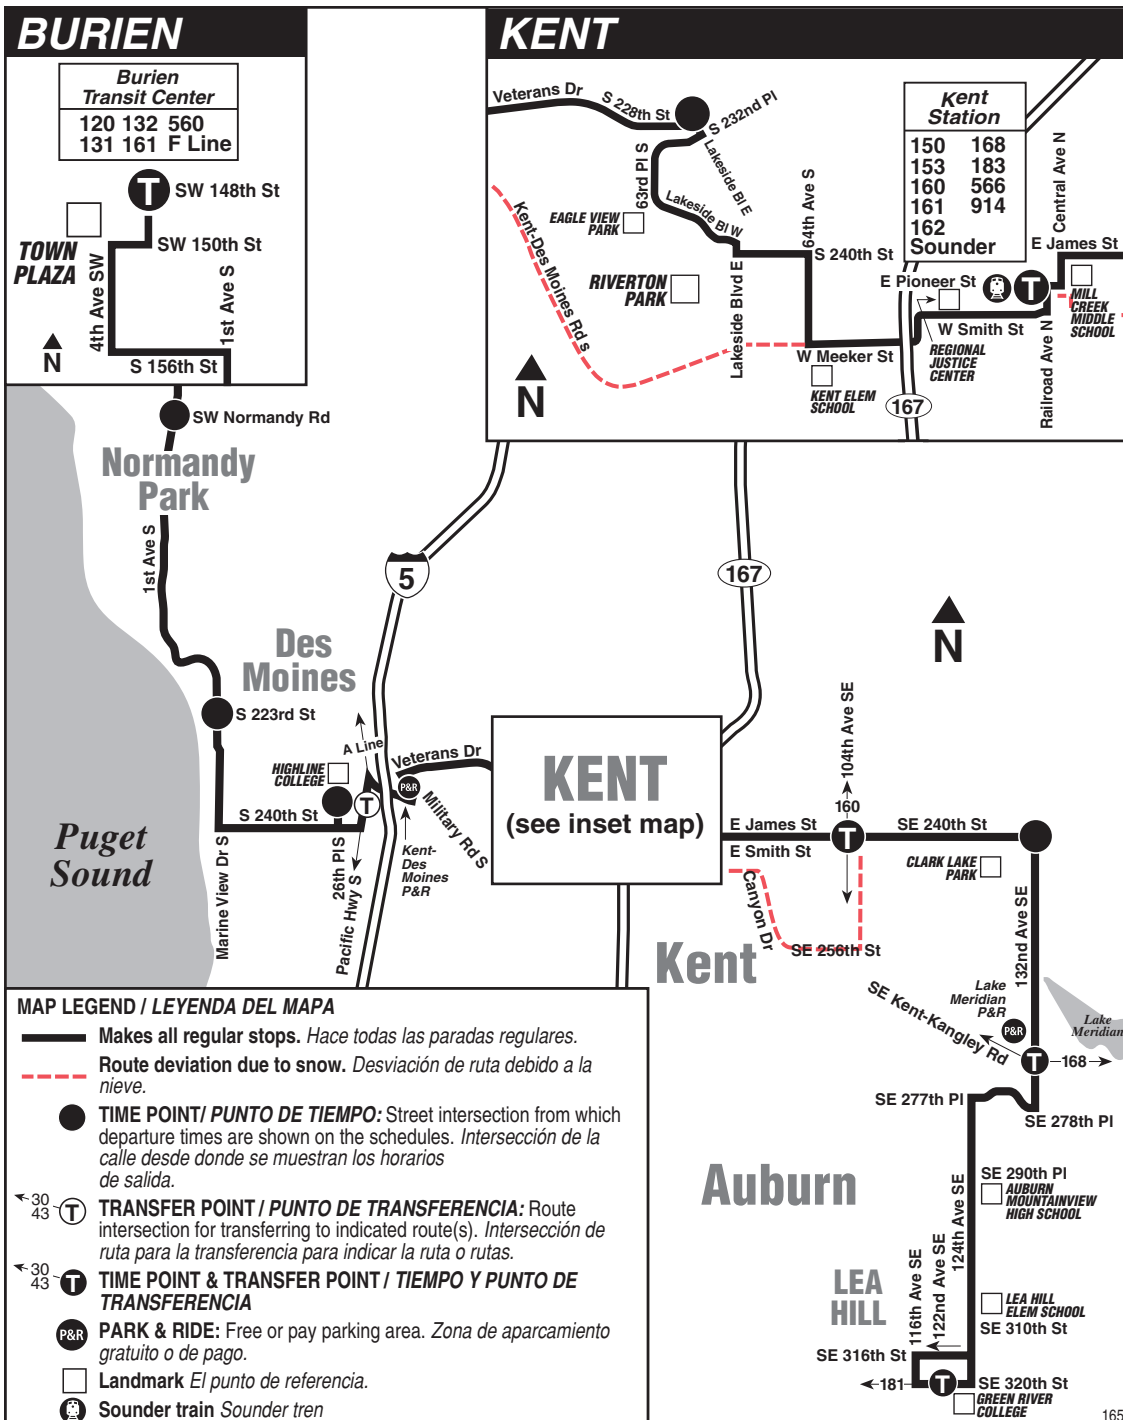 BURIEN
Burien
Transit Center
120 132 560
131 161 F Line
T
SW 148th St
TOWN
PLAZA
SW 150th St
4th Ave SW
1st Ave S
N
S 156th St
KENT
Veterans Dr
S 228th St
S 232nd Pl
63rd Pl S
Lakeside Bl E
Lakeside Bl W
EAGLE VIEW
PARK
Kent-Des Moines Rd s
RIVERTON
PARK
64th Ave S
S 240th St
Lakeside Blvd E
Kent
Station
150 168
153 183
160 566
161 914
162
Sounder
Central Ave N
E James St
E Pioneer St
T
MILL
CREEK
MIDDLE
SCHOOL
W Smith St
REGIONAL
JUSTICE
CENTER
W Meeker St
KENT ELEM
SCHOOL
167
Railroad Ave N
N
SW Normandy Rd
Normandy
Park
1st Ave S
5
167
N
Des
Moines
S 223rd St
A Line
Veterans Dr
HIGHLINE
COLLEGE
P&R
T
S 240th St
Military Rd S
Kent-
Des
Moines
P&R
26th Pl S
Pacific Hwy S
Marine View Dr S
Puget
Sound
KENT
(see inset map)
104th Ave SE
160
E James St
T
SE 240th St
E Smith St
CLARK LAKE
PARK
Canyon Dr
SE 256th St
Kent
132nd Ave SE
Lake
Meridian
P&R
P&R
Lake
Meridian
SE Kent-Kangley Rd
T
168
SE 277th Pl
SE 278th Pl
Auburn
SE 290th Pl
AUBURN
MOUNTAINVIEW
HIGH SCHOOL
124th Ave SE
122nd Ave SE
116th Ave SE
LEA
HILL
LEA HILL
ELEM SCHOOL
SE 310th St
SE 316th St
181
T
SE 320th St
GREEN RIVER
COLLEGE
165
MAP LEGEND / LEYENDA DEL MAPA
Makes all regular stops. Hace todas las paradas regulares.
Route deviation due to snow. Desviación de ruta debido a la
nieve.
TIME POINT/ PUNTO DE TIEMPO: Street intersection from which
departure times are shown on the schedules. Intersección de la
calle desde donde se muestran los horarios
de salida.
30
43
T
TRANSFER POINT / PUNTO DE TRANSFERENCIA: Route
intersection for transferring to indicated route(s). Intersección de
ruta para la transferencia para indicar la ruta o rutas.
30
43
T
TIME POINT & TRANSFER POINT / TIEMPO Y PUNTO DE
TRANSFERENCIA
P&R
PARK & RIDE: Free or pay parking area. Zona de aparcamiento
gratuito o de pago.
Landmark El punto de referencia.
Sounder train Sounder tren